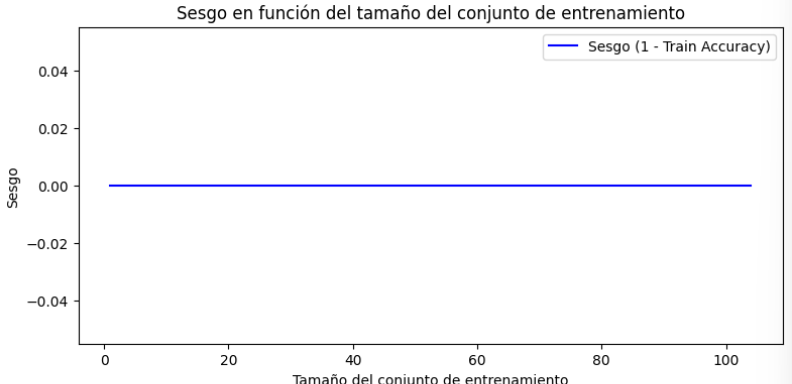 Sesgo en función del tamaño del conjunto de entrenamiento
Sesgo (1 - Train Accuracy)
0.04
0.02
0.00
−0.02
−0.04
Sesgo
0 20 40 60 80 100
Tamaño del conjunto de entrenamiento